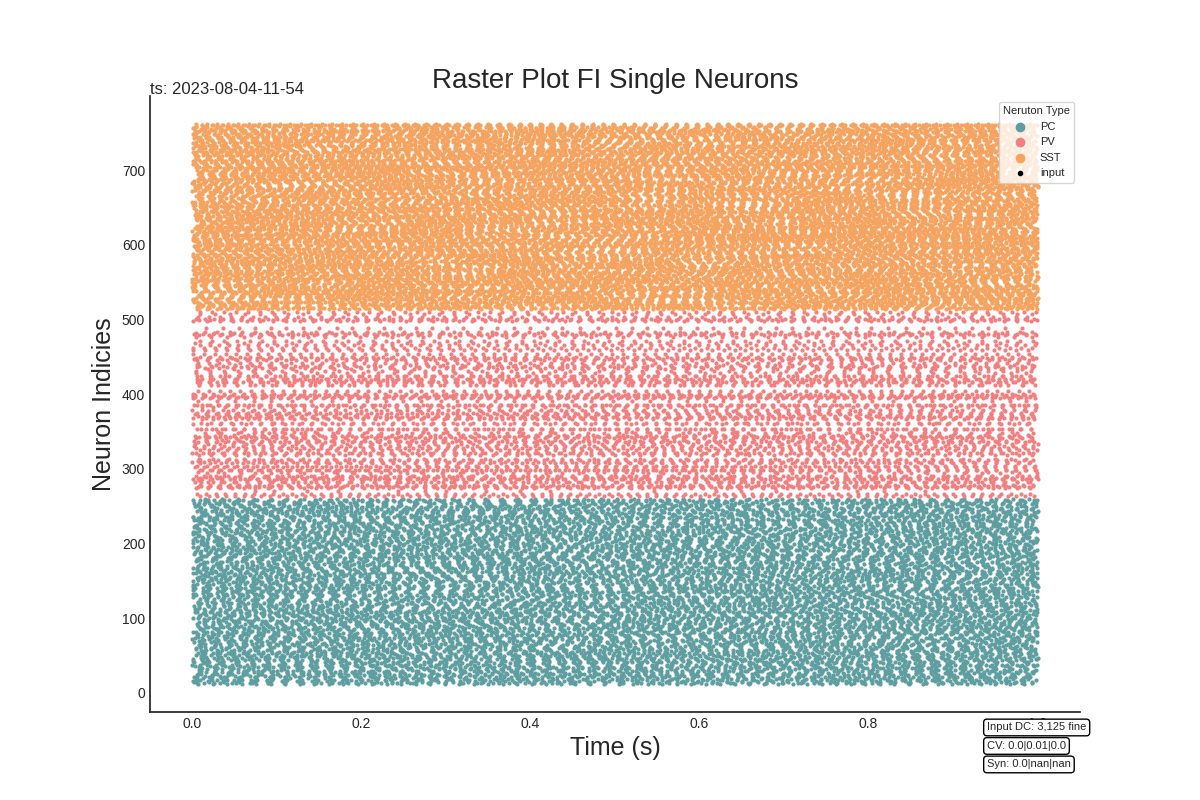 Raster Plot FI Single Neurons
ts: 2023-08-04-11-54
Neruton Type
PC
PV
SST
input
Neuron Indicies
700
600
500
400
300
200
100
0
0.0 0.2 0.4 0.6 0.8
Time (s)
Input DC: 3,125 fine
CV: 0.0|0.01|0.0
Syn: 0.0|nan|nan